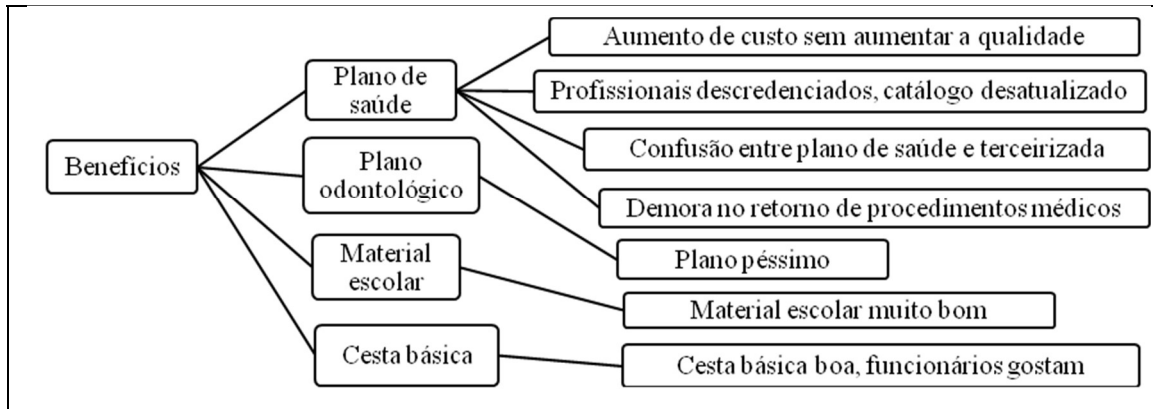 Benefícios
Plano de
saúde
Aumento de custo sem aumentar a qualidade
Profissionais descredenciados, catálogo desatualizado
Confusão entre plano de saúde e terceirizada
Demora no retorno de procedimentos médicos
Plano
odontológico
Plano péssimo
Material
escolar
Material escolar muito bom
Cesta básica
Cesta básica boa, funcionários gostam